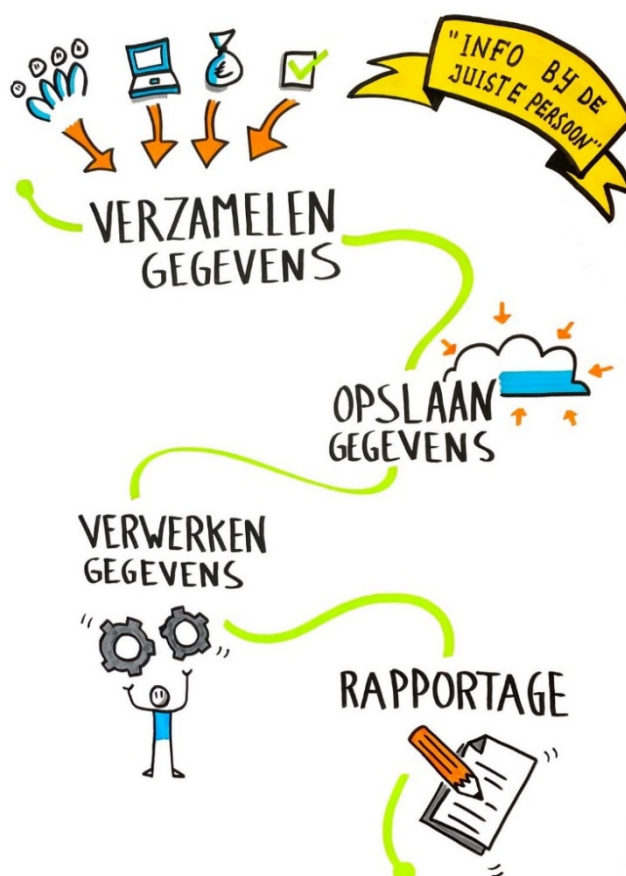 "INFO BY DE
JUISTE PERSOON"
VERZAMELEN
GEGEVENS
OPSLAAN
GEGEVENS
VERWERKEN
GEGEVENS
RAPPORTAGE